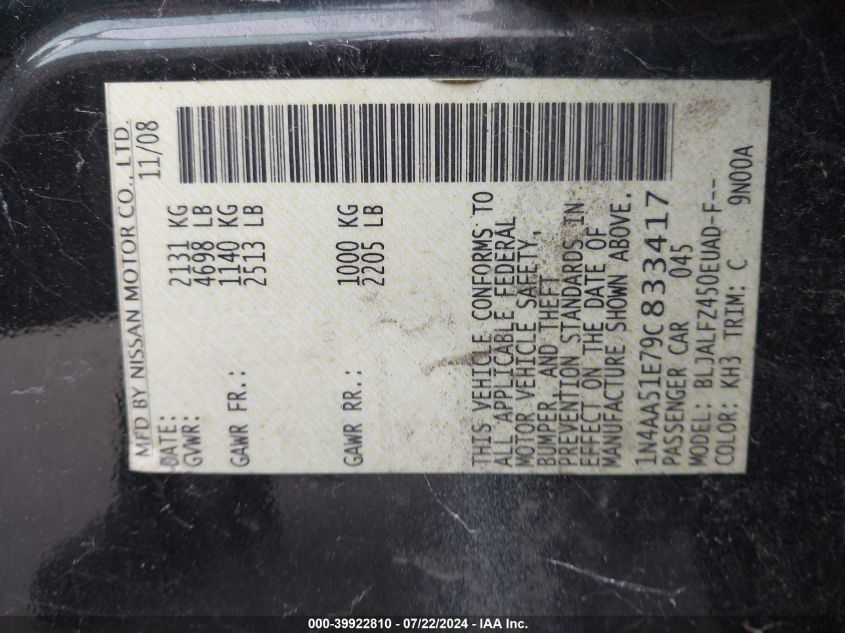 MFD BY NISSAN MOTOR CO., LTD.
DATE: 11/08
GVWR: 2131 KG
4698 LB
GAWR FR.: 1140 KG
2513 LB
GAWR RR.: 1000 KG
2205 LB
THIS VEHICLE CONFORMS TO
ALL APPLICABLE FEDERAL
MOTOR VEHICLE SAFETY,
BUMPER, AND THEFT
PREVENTION STANDARDS IN
EFFECT ON THE DATE OF
MANUFACTURE SHOWN ABOVE.
1N4AA51E79C833417
PASSENGER CAR 045
MODEL: BLJALFZ450EUAD-F--
COLOR: KH3 TRIM: C 9N00A
000-39922810 - 07/22/2024 - IAA Inc.